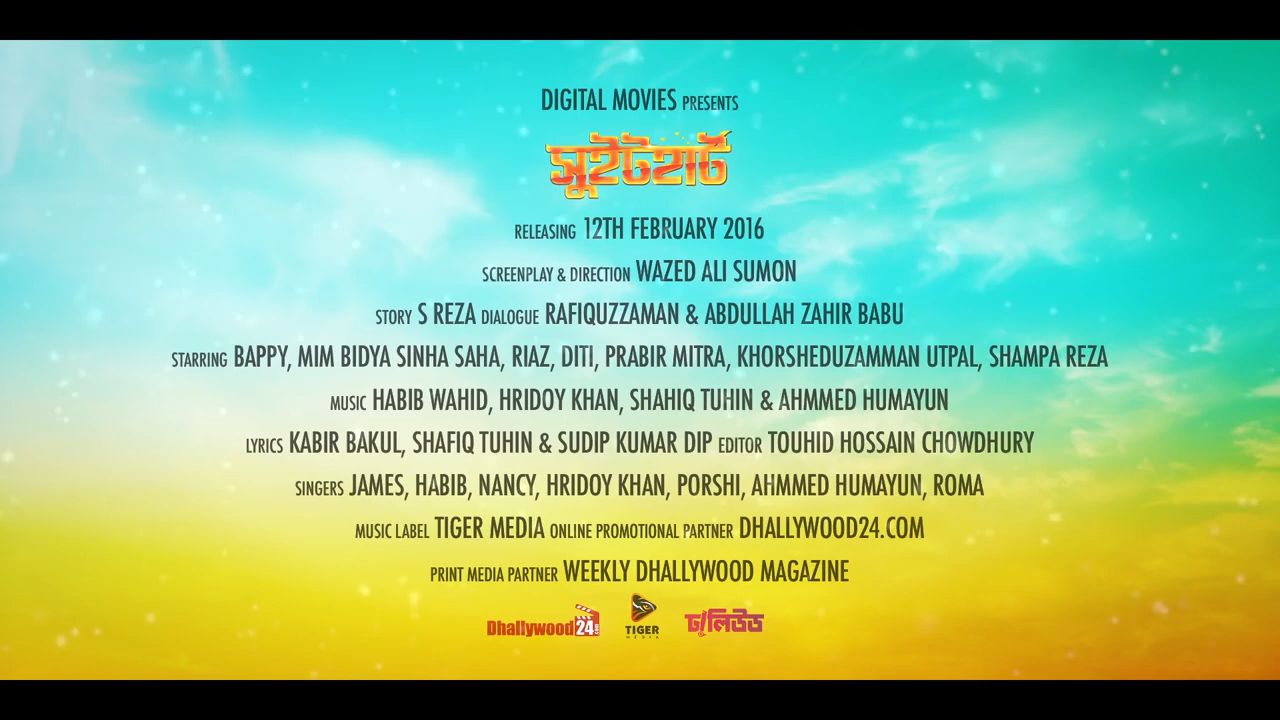 DIGITAL MOVIES PRESENTS
সুইটহার্ট
RELEASING 12TH FEBRUARY 2016
SCREENPLAY & DIRECTION WAZED ALI SUMON
STORY S REZA DIALOGUE RAFIQUZZAMAN & ABDULLAH ZAHIR BABU
STARRING BAPPY, MIM BIDYA SINHA SAHA, RIAZ, DITI, PRABIR MITRA, KHORSHEDUZAMMAN UTPAL, SHAMPA REZA
MUSIC HABIB WAHID, HRIDOY KHAN, SHAHIQ TUHIN & AHMMED HUMAYUN
LYRICS KABIR BAKUL, SHAFIQ TUHIN & SUDIP KUMAR DIP EDITOR TOUHID HOSSAIN CHOWDHURY
SINGERS JAMES, HABIB, NANCY, HRIDOY KHAN, PORSHI, AHMMED HUMAYUN, ROMA
MUSIC LABEL TIGER MEDIA ONLINE PROMOTIONAL PARTNER DHALLYWOOD24.COM
PRINT MEDIA PARTNER WEEKLY DHALLYWOOD MAGAZINE
Dhallywood24.com TIGER MEDIA ঢালিউড